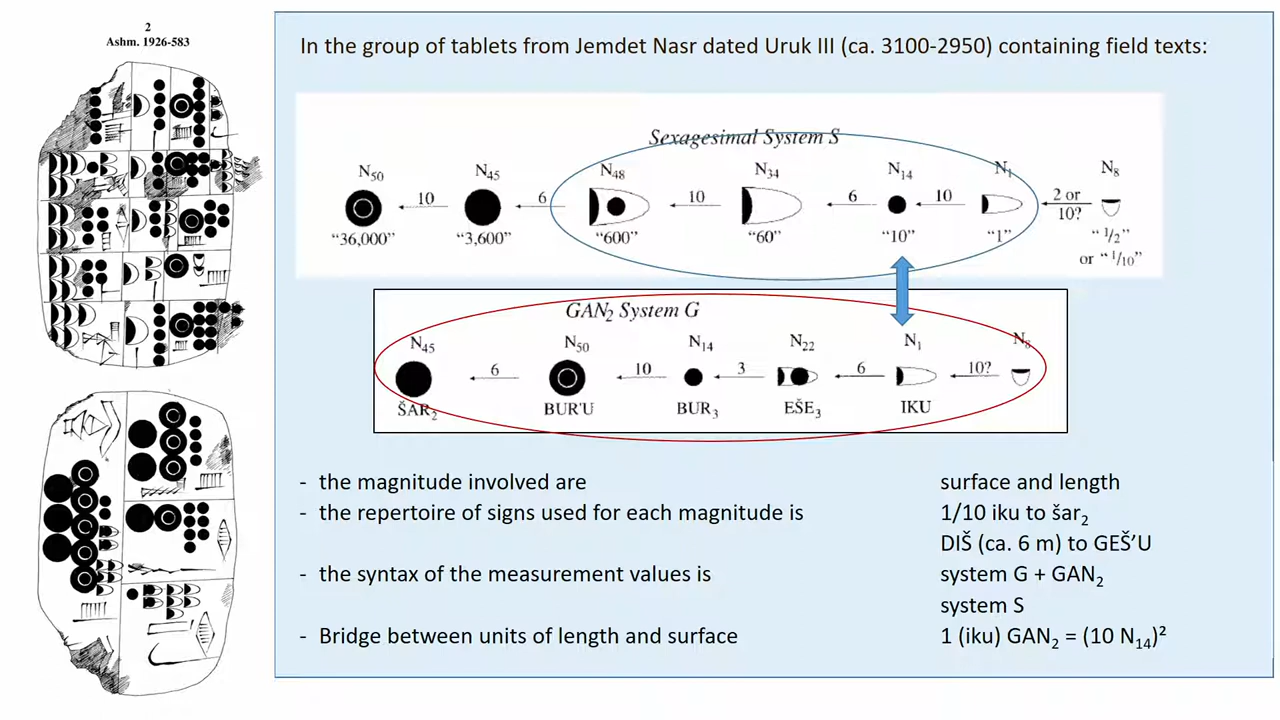 2
Ashm. 1926-583
In the group of tablets from Jemdet Nasr dated Uruk III (ca. 3100-2950) containing field texts:
Sexagesimal System S
N₅₀ N₄₅ N₄₈ N₃₄ N₁₄ N₁ N₈
10 6 10 6 10 2 or 10?
“36,000” “3,600” “600” “60” “10” “1” “ ¹/₂”
or “ ¹/₁₀”
GAN₂ System G
N₄₅ N₅₀ N₁₄ N₂₂ N₁ N₈
6 10 3 6 10?
ŠAR₂ BUR'U BUR₃ EŠE₃ IKU
- the magnitude involved are surface and length
- the repertoire of signs used for each magnitude is 1/10 iku to šar₂
DIŠ (ca. 6 m) to GEŠ’U
- the syntax of the measurement values is system G + GAN₂
system S
- Bridge between units of length and surface 1 (iku) GAN₂ = (10 N₁₄)²